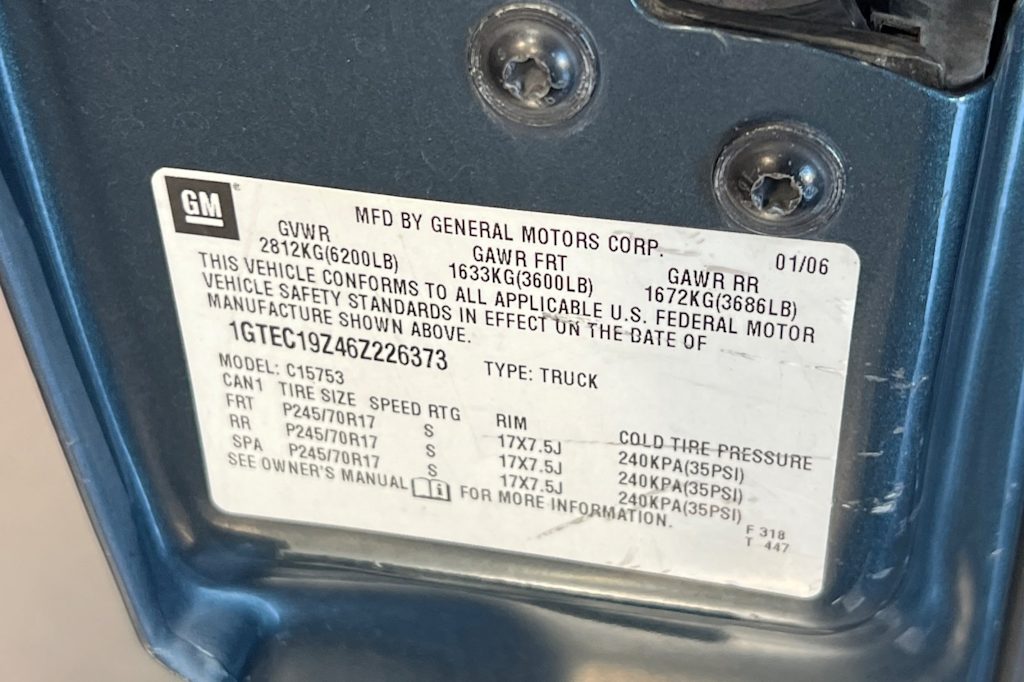 GM
MFD BY GENERAL MOTORS CORP. 01/06
GVWR GAWR FRT GAWR RR
2812KG(6200LB) 1633KG(3600LB) 1672KG(3686LB)
THIS VEHICLE CONFORMS TO ALL APPLICABLE U.S. FEDERAL MOTOR
VEHICLE SAFETY STANDARDS IN EFFECT ON THE DATE OF
MANUFACTURE SHOWN ABOVE.
1GTEC19Z46Z226373 TYPE: TRUCK
MODEL: C15753
CAN1 TIRE SIZE SPEED RTG RIM COLD TIRE PRESSURE
FRT P245/70R17 S 17X7.5J 240KPA(35PSI)
RR P245/70R17 S 17X7.5J 240KPA(35PSI)
SPA P245/70R17 S 17X7.5J 240KPA(35PSI)
SEE OWNER'S MANUAL FOR MORE INFORMATION.
F 318
T 447